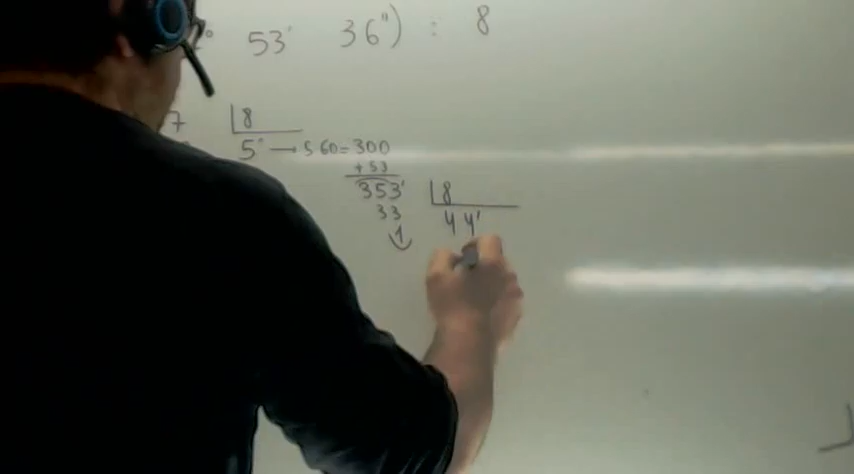 ° 53' 36") : 8
7 8
5° → 5 60 = 300
+ 53
353' 8
33 44'
1